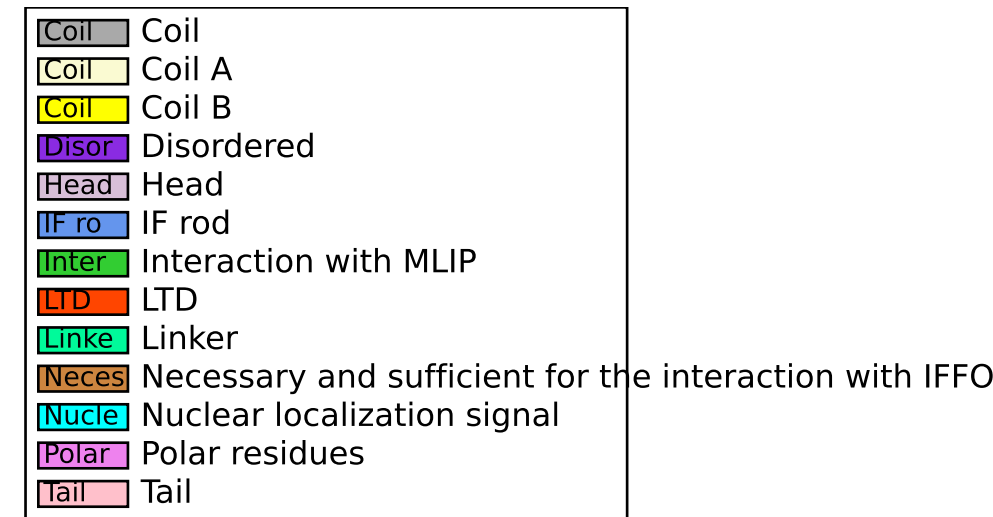 Coil Coil
Coil Coil A
Coil Coil B
Disor Disordered
Head Head
IF ro IF rod
Inter Interaction with MLIP
LTD LTD
Linke Linker
Neces Necessary and sufficient for the interaction with IFFO
Nucle Nuclear localization signal
Polar Polar residues
Tail Tail